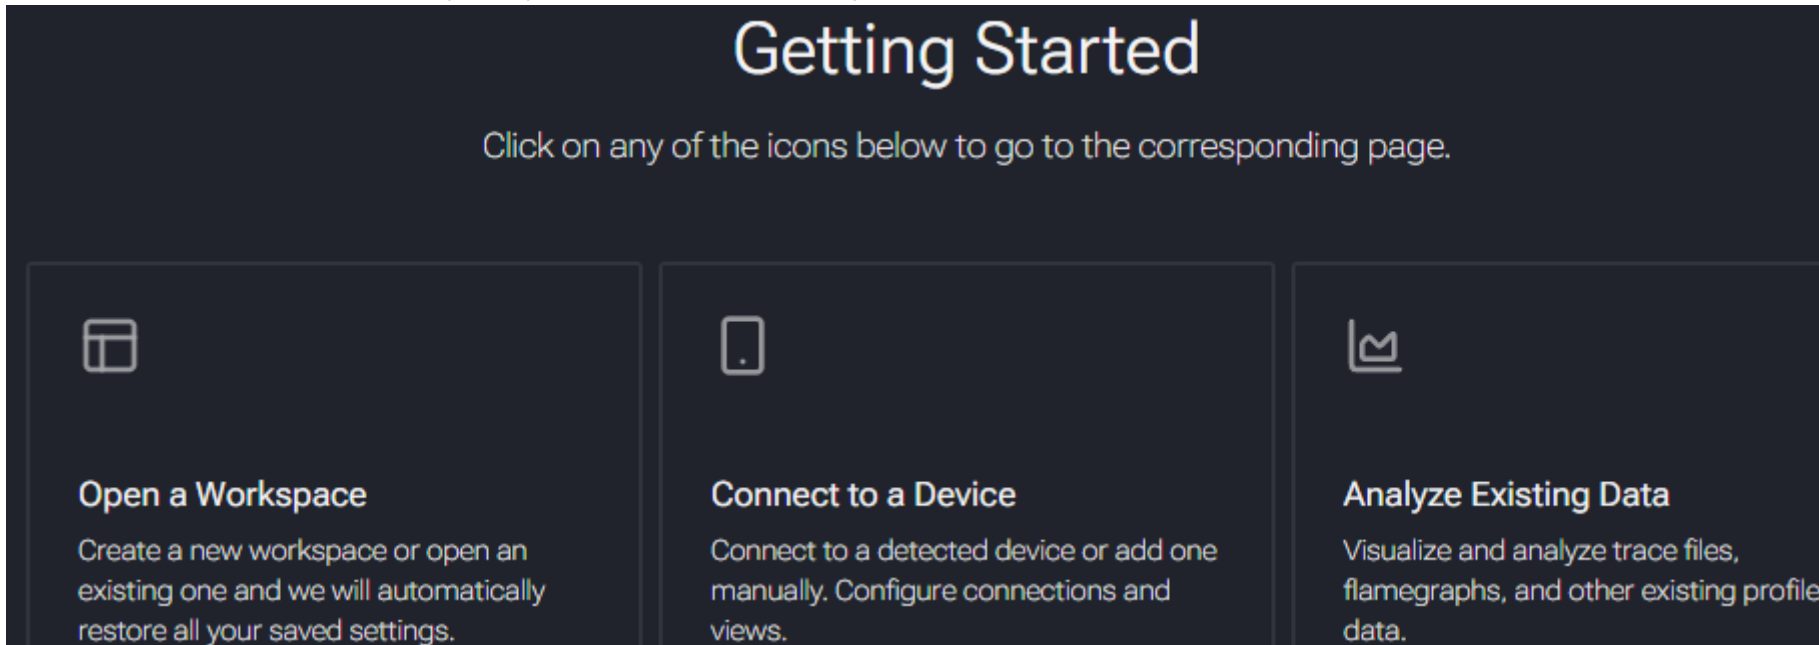 Getting Started
Click on any of the icons below to go to the corresponding page.
Open a Workspace
Create a new workspace or open an
existing one and we will automatically
restore all your saved settings.
Connect to a Device
Connect to a detected device or add one
manually. Configure connections and
views.
Analyze Existing Data
Visualize and analyze trace files,
flamegraphs, and other existing profile
data.